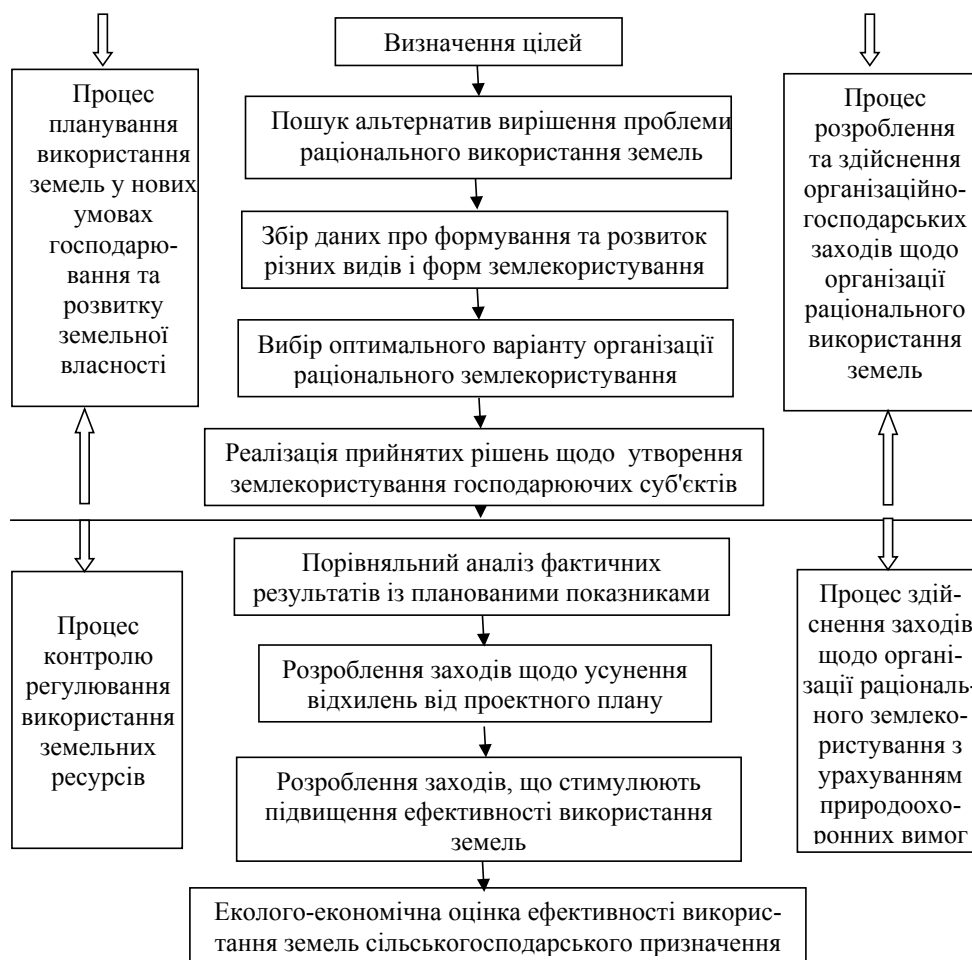 Визначення цілей
Процес
планування
використання
земель у нових
умовах
господарю-
вання та
розвитку
земельної
власності
Пошук альтернатив вирішення проблеми
раціонального використання земель
Збір даних про формування та розвиток
різних видів і форм землекористування
Вибір оптимального варіанту організації
раціонального землекористування
Реалізація прийнятих рішень щодо утворення
землекористування господарюючих суб'єктів
Процес
розроблення
та здійснення
організаційно-
господарських
заходів щодо
організації
раціонального
використання
земель
Процес
контролю
регулювання
використання
земельних
ресурсів
Порівняльний аналіз фактичних
результатів із планованими показниками
Розроблення заходів щодо усунення
відхилень від проектного плану
Розроблення заходів, що стимулюють
підвищення ефективності використання
земель
Еколого-економічна оцінка ефективності викорис-
тання земель сільськогосподарського призначення
Процес здій-
снення заходів
щодо органі-
зації раціональ-
ного землеко-
ристування з
урахуванням
природоохо-
ронних вимог